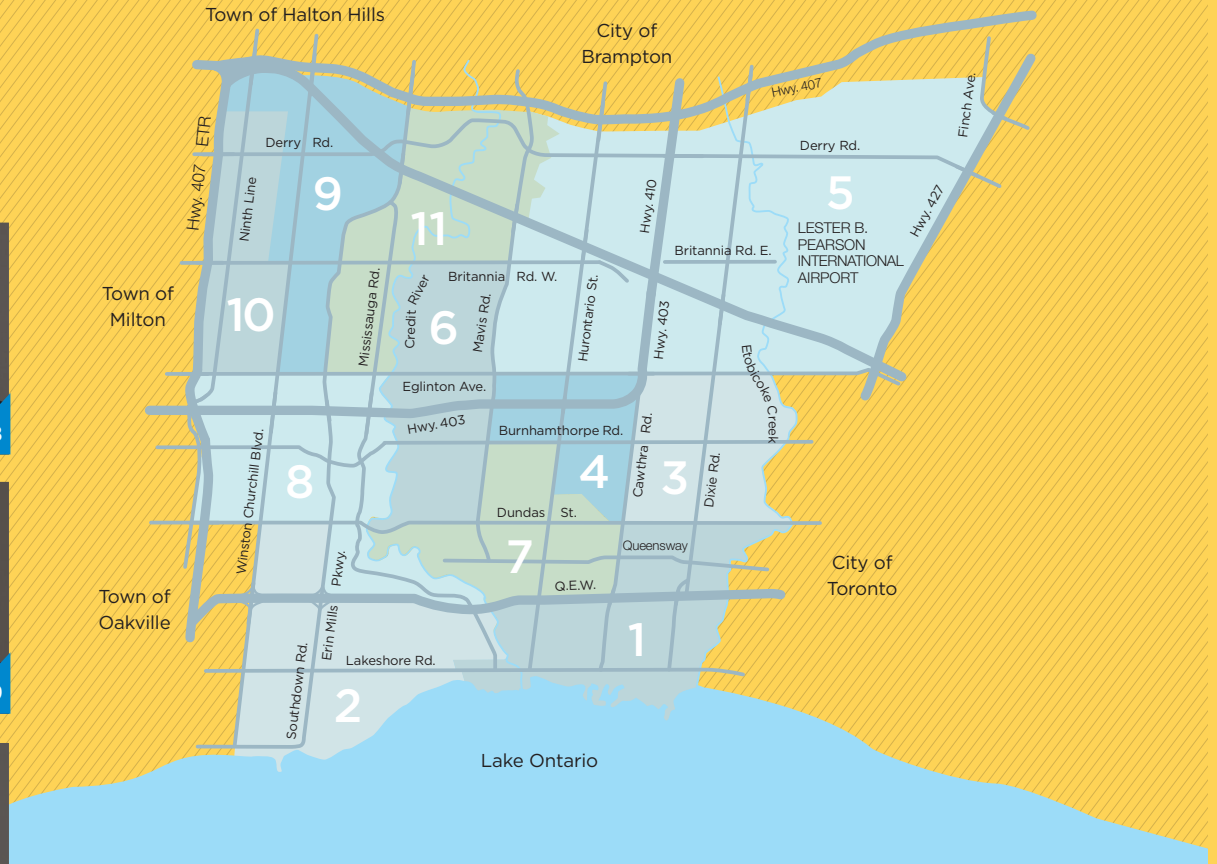 Town of Halton Hills
City of
Brampton
Hwy. 407
Finch Ave.
Hwy. 407 ETR
Derry Rd.
Derry Rd.
9
Ninth Line
11
Hwy. 410
5
Hwy. 427
LESTER B.
PEARSON
INTERNATIONAL
AIRPORT
Britannia Rd. E.
Britannia Rd. W.
Town of
Milton
10
Mississauga Rd.
Credit River
6
Mavis Rd.
Hurontario St.
Hwy. 403
Etobicoke Creek
Eglinton Ave.
Hwy. 403
Burnhamthorpe Rd.
Winston Churchill Blvd.
8
4
Cawthra Rd.
3
Dixie Rd.
Dundas St.
7
Queensway
City of
Toronto
Town of
Oakville
Erin Mills Pkwy.
Q.E.W.
1
Southdown Rd.
Lakeshore Rd.
2
Lake Ontario